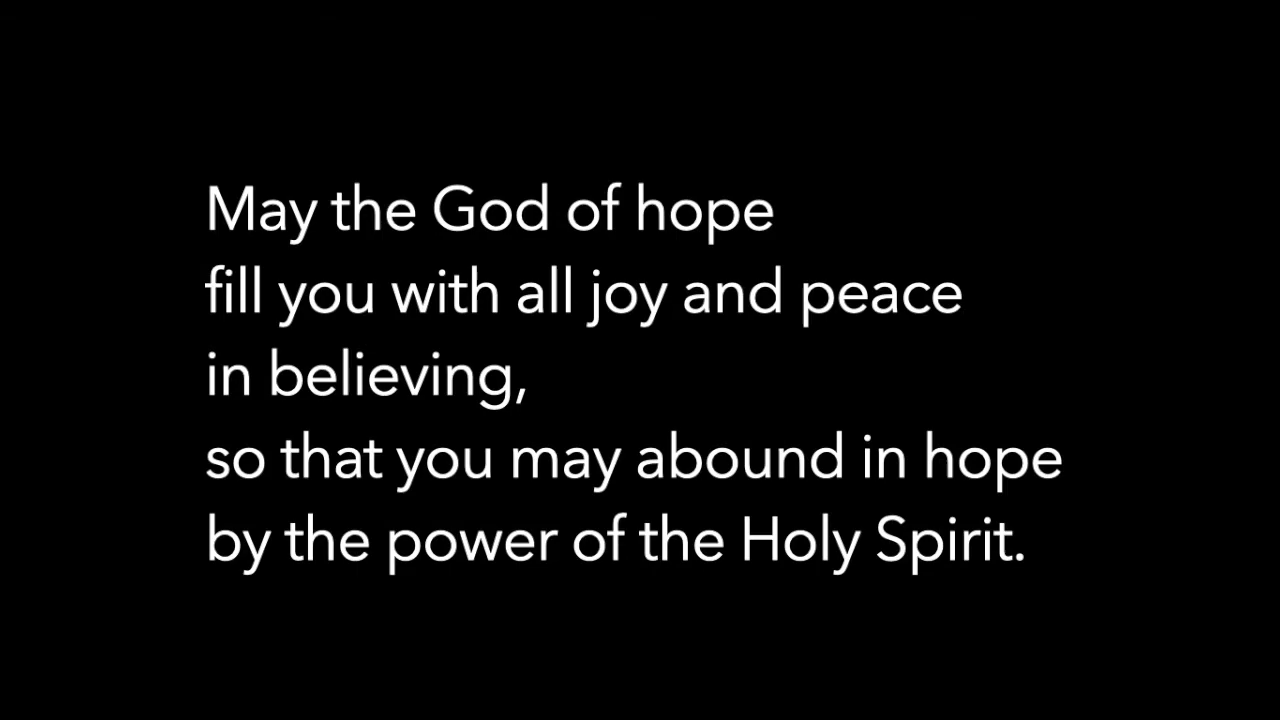 May the God of hope
fill you with all joy and peace
in believing,
so that you may abound in hope
by the power of the Holy Spirit.